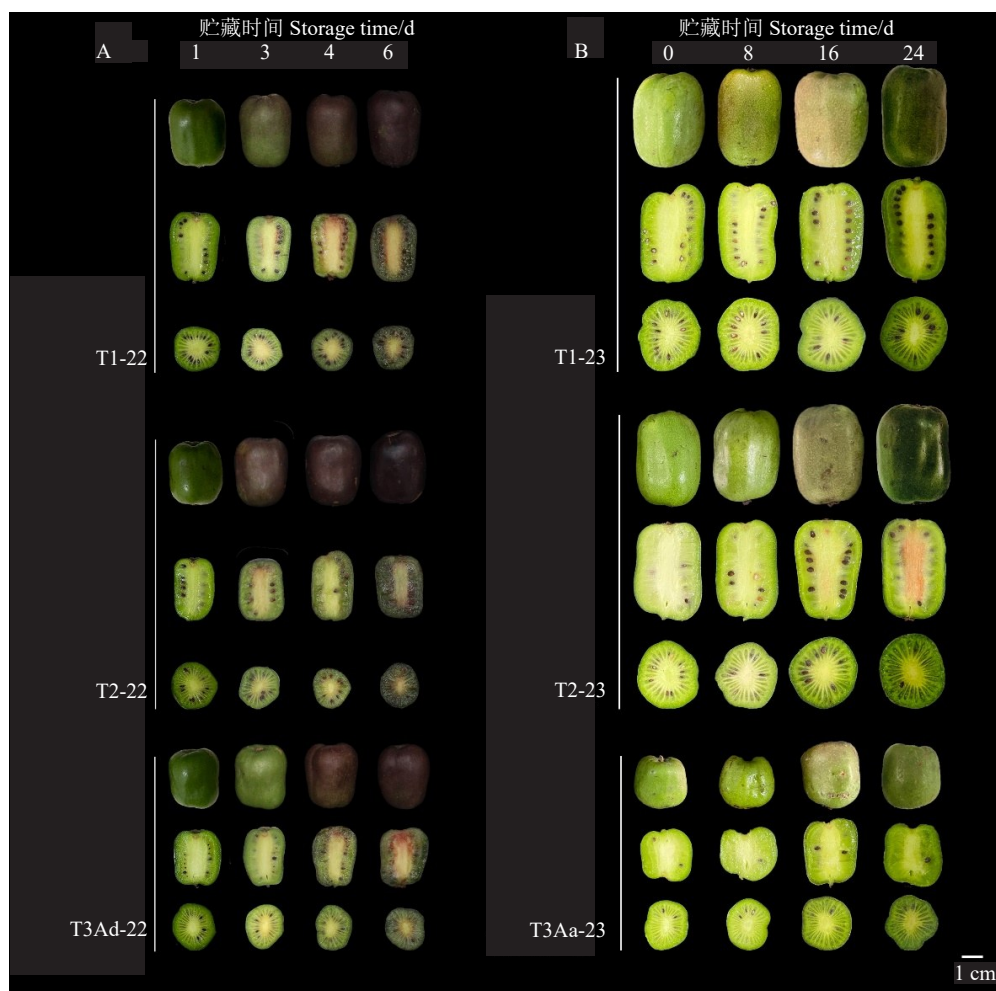 贮藏时间 Storage time/d
A
1 3 4 6
T1-22
T2-22
T3Ad-22
贮藏时间 Storage time/d
B
0 8 16 24
T1-23
T2-23
T3Aa-23
1 cm